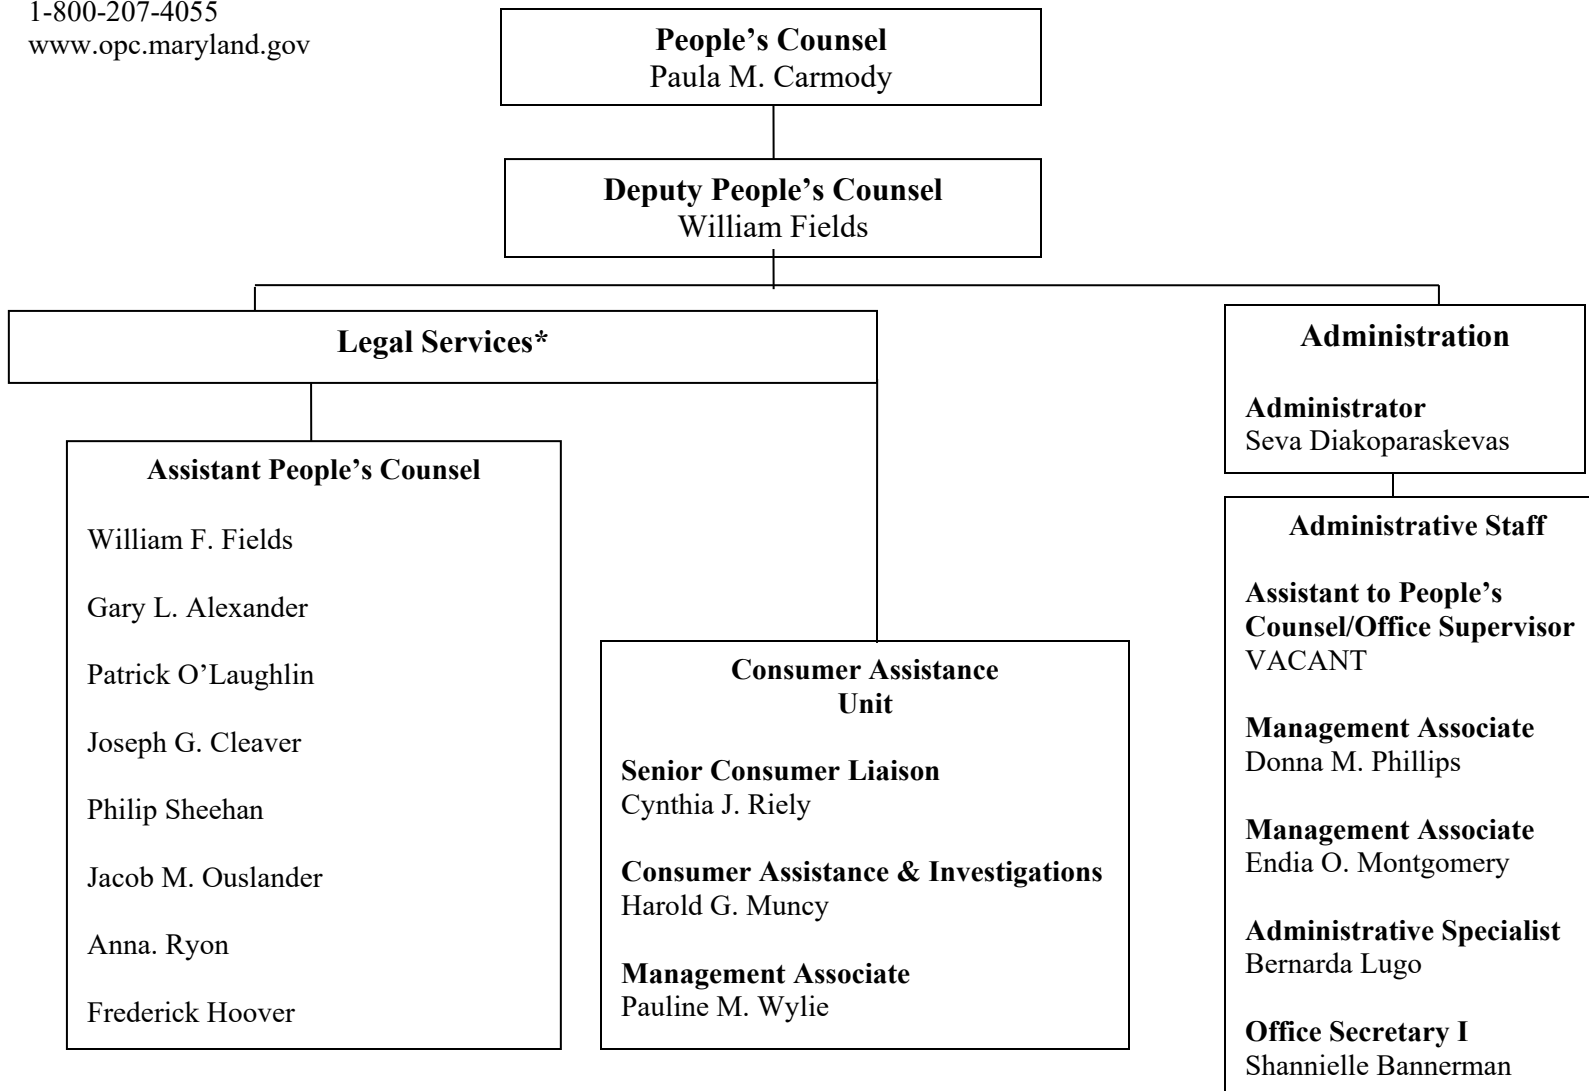 1-800-207-4055
www.opc.maryland.gov
People’s Counsel
Paula M. Carmody
Deputy People’s Counsel
William Fields
Legal Services*
Assistant People’s Counsel
William F. Fields
Gary L. Alexander
Patrick O’Laughlin
Joseph G. Cleaver
Philip Sheehan
Jacob M. Ouslander
Anna. Ryon
Frederick Hoover
Consumer Assistance
Unit
Senior Consumer Liaison
Cynthia J. Riely
Consumer Assistance & Investigations
Harold G. Muncy
Management Associate
Pauline M. Wylie
Administration
Administrator
Seva Diakoparaskevas
Administrative Staff
Assistant to People’s
Counsel/Office Supervisor
VACANT
Management Associate
Donna M. Phillips
Management Associate
Endia O. Montgomery
Administrative Specialist
Bernarda Lugo
Office Secretary I
Shannielle Bannerman